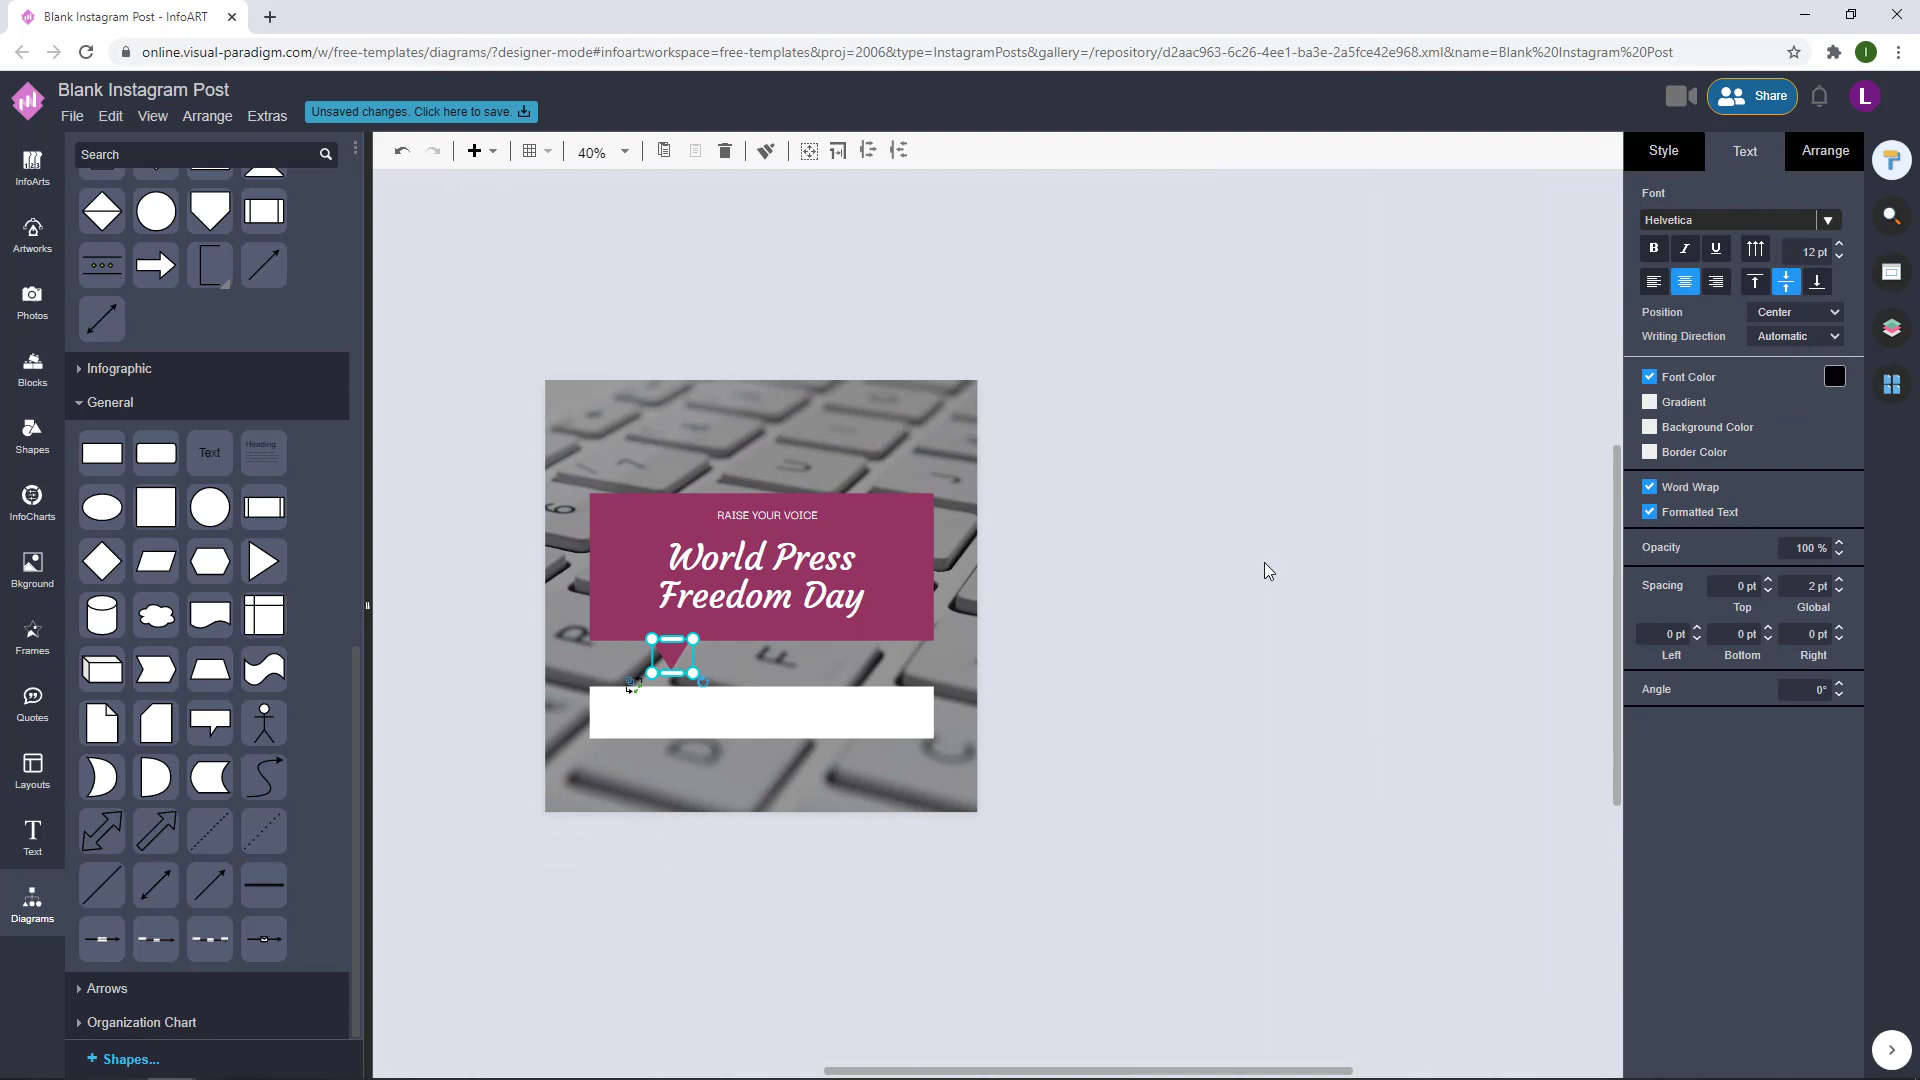 Blank Instagram Post - InfoART
online.visual-paradigm.com/w/free-templates/diagrams/?designer-mode#infoart:workspace=free-templates&proj=2006&type=InstagramPosts&gallery=/repository/d2aac963-6c26-4ee1-ba3e-2a5fce42e968.xml&name=Blank%20Instagram%20Post
I
Blank Instagram Post
File Edit View Arrange Extras
Unsaved changes. Click here to save.
Share
L
Search
40%
InfoArts
Artworks
Photos
Blocks
Shapes
InfoCharts
Bkground
Frames
Quotes
Layouts
Text
Diagrams
Infographic
General
Text
Heading
Arrows
Organization Chart
+ Shapes...
RAISE YOUR VOICE
World Press
Freedom Day
Style Text Arrange
Font
Helvetica
B I U 12 pt
Position Center
Writing Direction Automatic
Font Color
Gradient
Background Color
Border Color
Word Wrap
Formatted Text
Opacity 100 %
Spacing 0 pt 2 pt
Top Global
0 pt 0 pt 0 pt
Left Bottom Right
Angle 0°